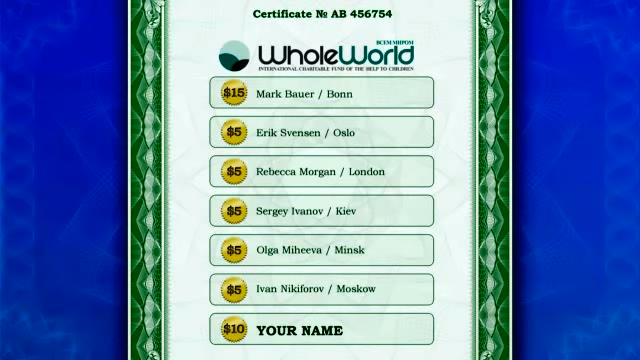 Certificate № AB 456754
ВСЕМ МИРОМ
WholeWorld
INTERNATIONAL CHARITABLE FUND OF THE HELP TO CHILDREN
$15 Mark Bauer / Bonn
$5 Erik Svensen / Oslo
$5 Rebecca Morgan / London
$5 Sergey Ivanov / Kiev
$5 Olga Miheeva / Minsk
$5 Ivan Nikiforov / Moskow
$10 YOUR NAME